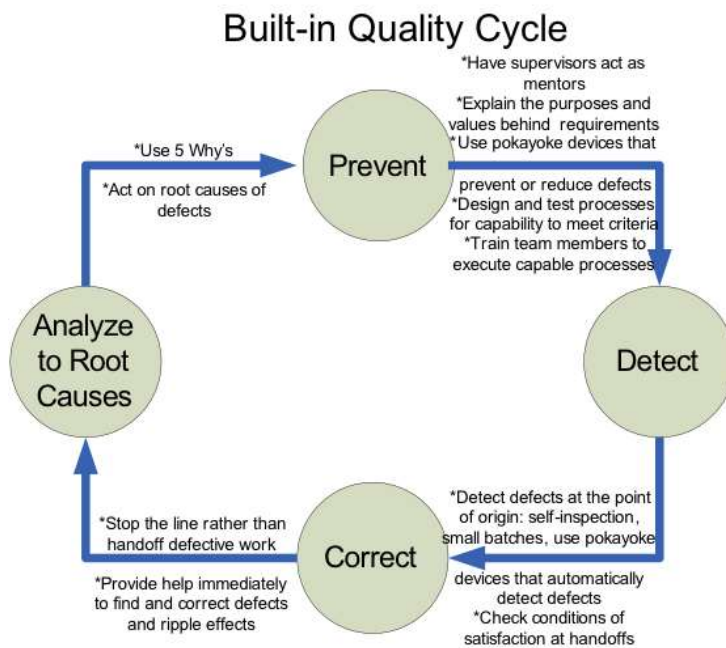 Built-in Quality Cycle
*Have supervisors act as
mentors
*Explain the purposes and
values behind requirements
*Use pokayoke devices that
prevent or reduce defects
*Design and test processes
for capability to meet criteria
*Train team members to
execute capable processes
Prevent
*Use 5 Why's
*Act on root causes of
defects
Analyze
to Root
Causes
Detect
*Detect defects at the point
of origin: self-inspection,
small batches, use pokayoke
devices that automatically
detect defects
*Check conditions of
satisfaction at handoffs
Correct
*Stop the line rather than
handoff defective work
*Provide help immediately
to find and correct defects
and ripple effects